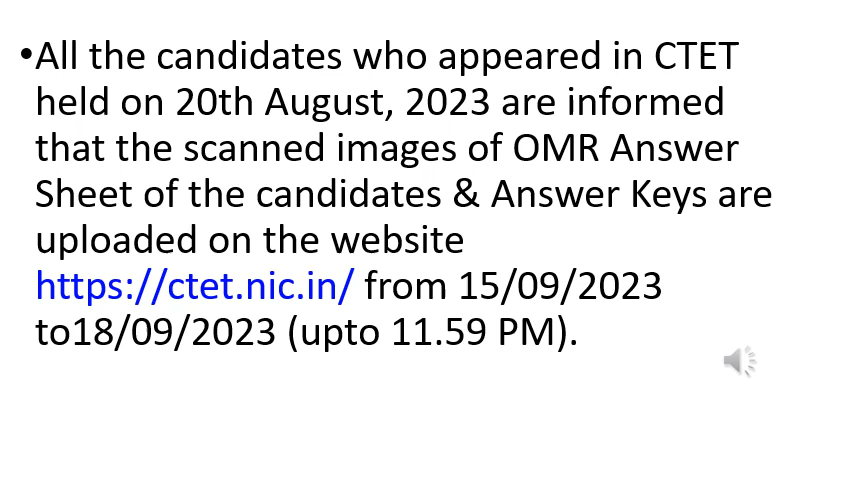 •All the candidates who appeared in CTET
held on 20th August, 2023 are informed
that the scanned images of OMR Answer
Sheet of the candidates & Answer Keys are
uploaded on the website
https://ctet.nic.in/ from 15/09/2023
to18/09/2023 (upto 11.59 PM).